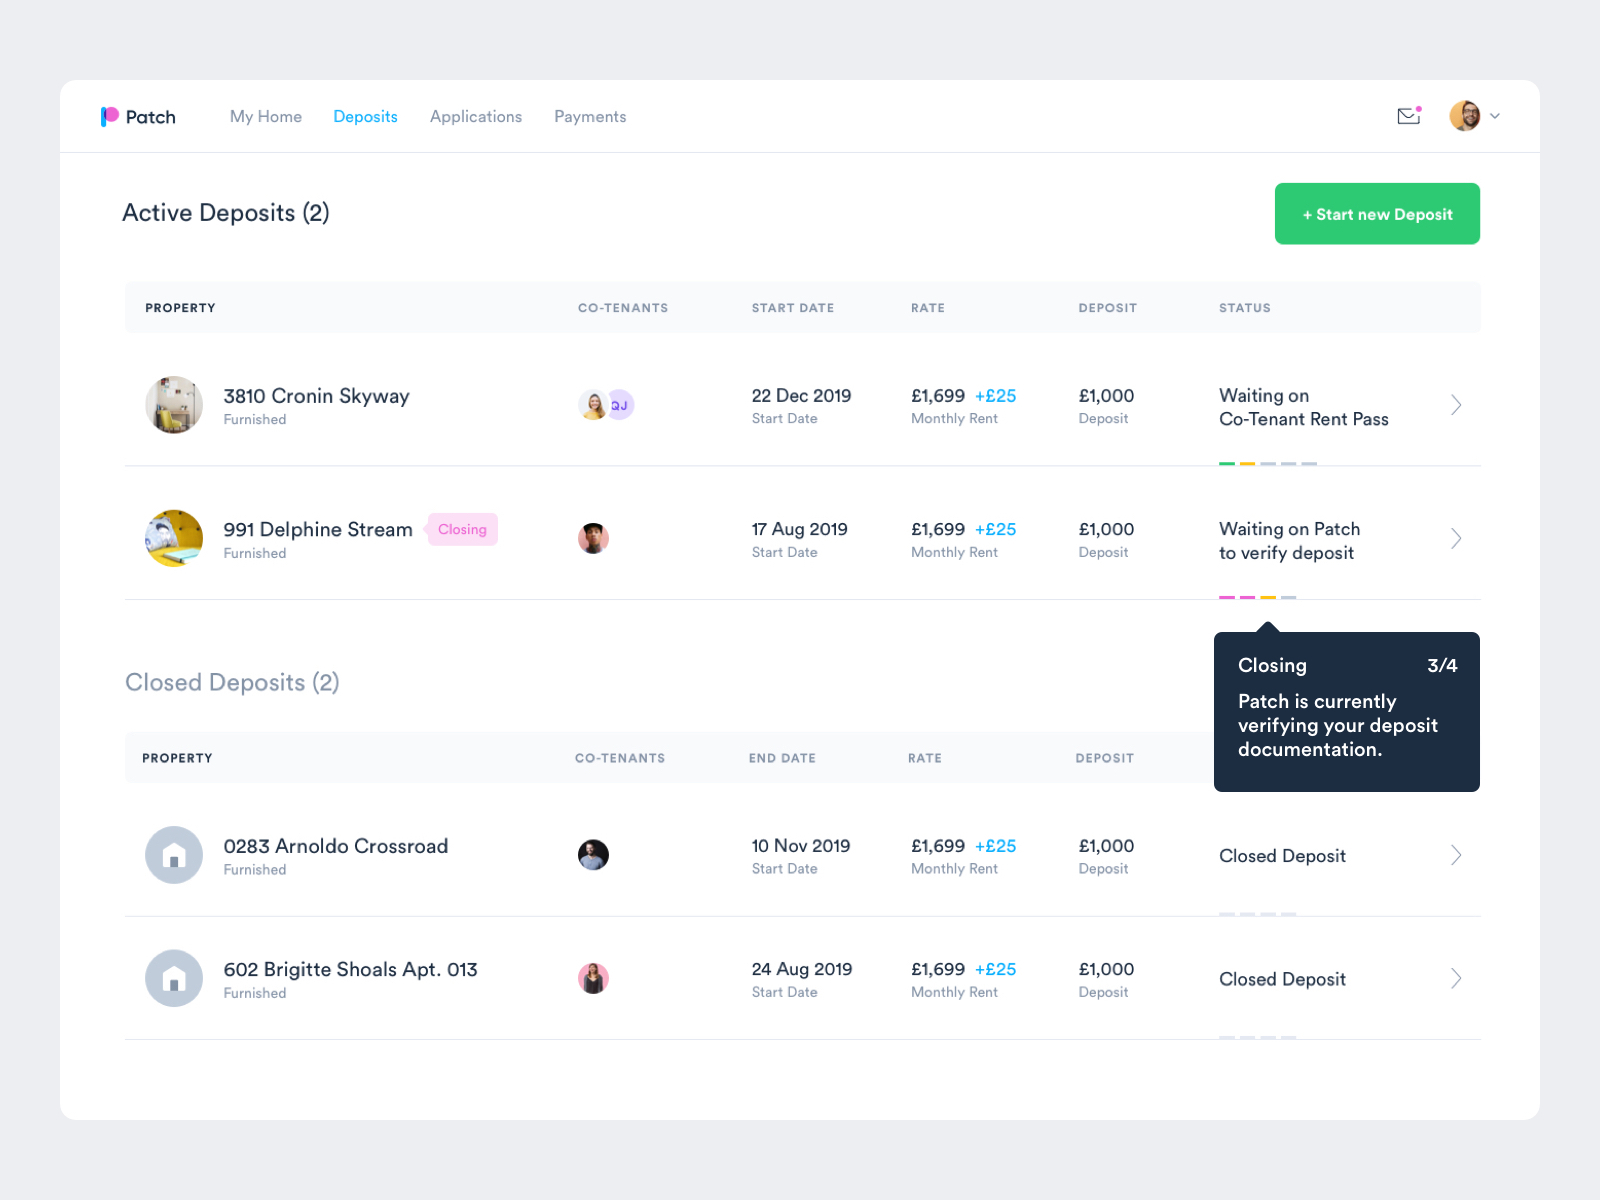 Patch
My Home Deposits Applications Payments
Active Deposits (2)
+ Start new Deposit
PROPERTY CO-TENANTS START DATE RATE DEPOSIT STATUS
3810 Cronin Skyway QJ 22 Dec 2019 £1,699 +£25 £1,000 Waiting on
Furnished Start Date Monthly Rent Deposit Co-Tenant Rent Pass
991 Delphine Stream Closing 17 Aug 2019 £1,699 +£25 £1,000 Waiting on Patch
Furnished Start Date Monthly Rent Deposit to verify deposit
Closing 3/4
Patch is currently
verifying your deposit
documentation.
Closed Deposits (2)
PROPERTY CO-TENANTS END DATE RATE DEPOSIT
0283 Arnoldo Crossroad 10 Nov 2019 £1,699 +£25 £1,000 Closed Deposit
Furnished Start Date Monthly Rent Deposit
602 Brigitte Shoals Apt. 013 24 Aug 2019 £1,699 +£25 £1,000 Closed Deposit
Furnished Start Date Monthly Rent Deposit